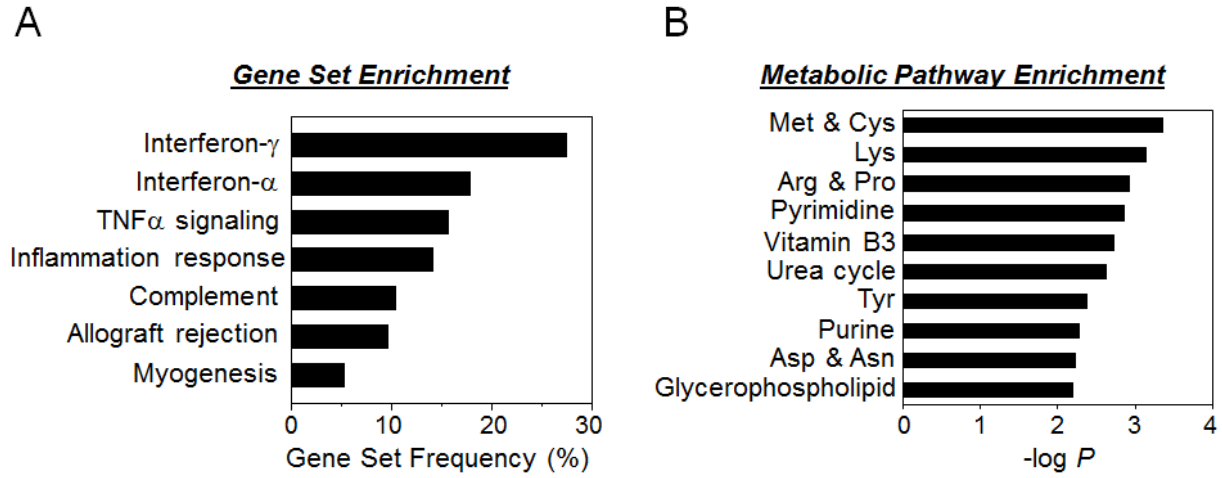 A
Gene Set Enrichment
Interferon-γ
Interferon-α
TNFα signaling
Inflammation response
Complement
Allograft rejection
Myogenesis
0 10 20 30
Gene Set Frequency (%)
B
Metabolic Pathway Enrichment
Met & Cys
Lys
Arg & Pro
Pyrimidine
Vitamin B3
Urea cycle
Tyr
Purine
Asp & Asn
Glycerophospholipid
0 1 2 3 4
-log P